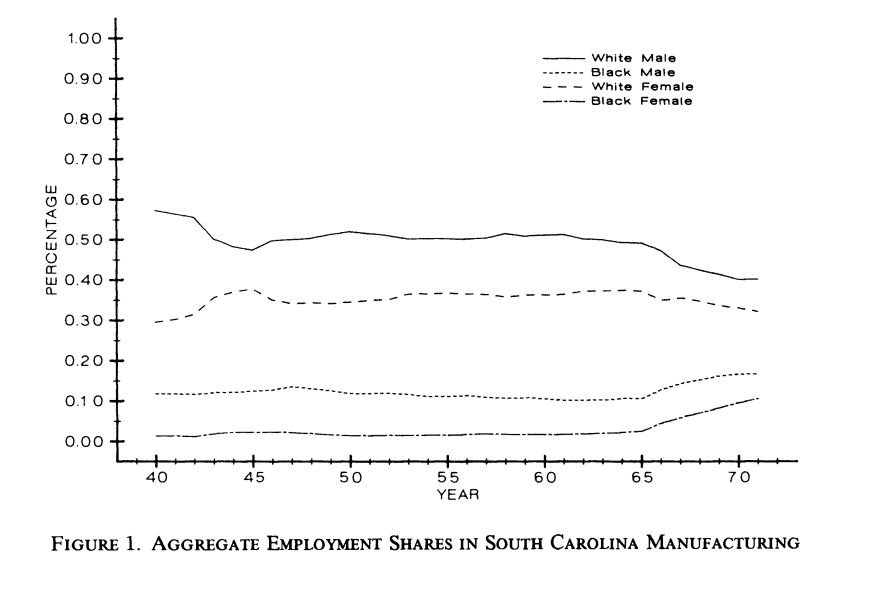 1.00
0.90
0.80
0.70
0.60
0.50
0.40
0.30
0.20
0.10
0.00
PERCENTAGE
White Male
Black Male
White Female
Black Female
40 45 50 55 60 65 70
YEAR
FIGURE 1. AGGREGATE EMPLOYMENT SHARES IN SOUTH CAROLINA MANUFACTURING